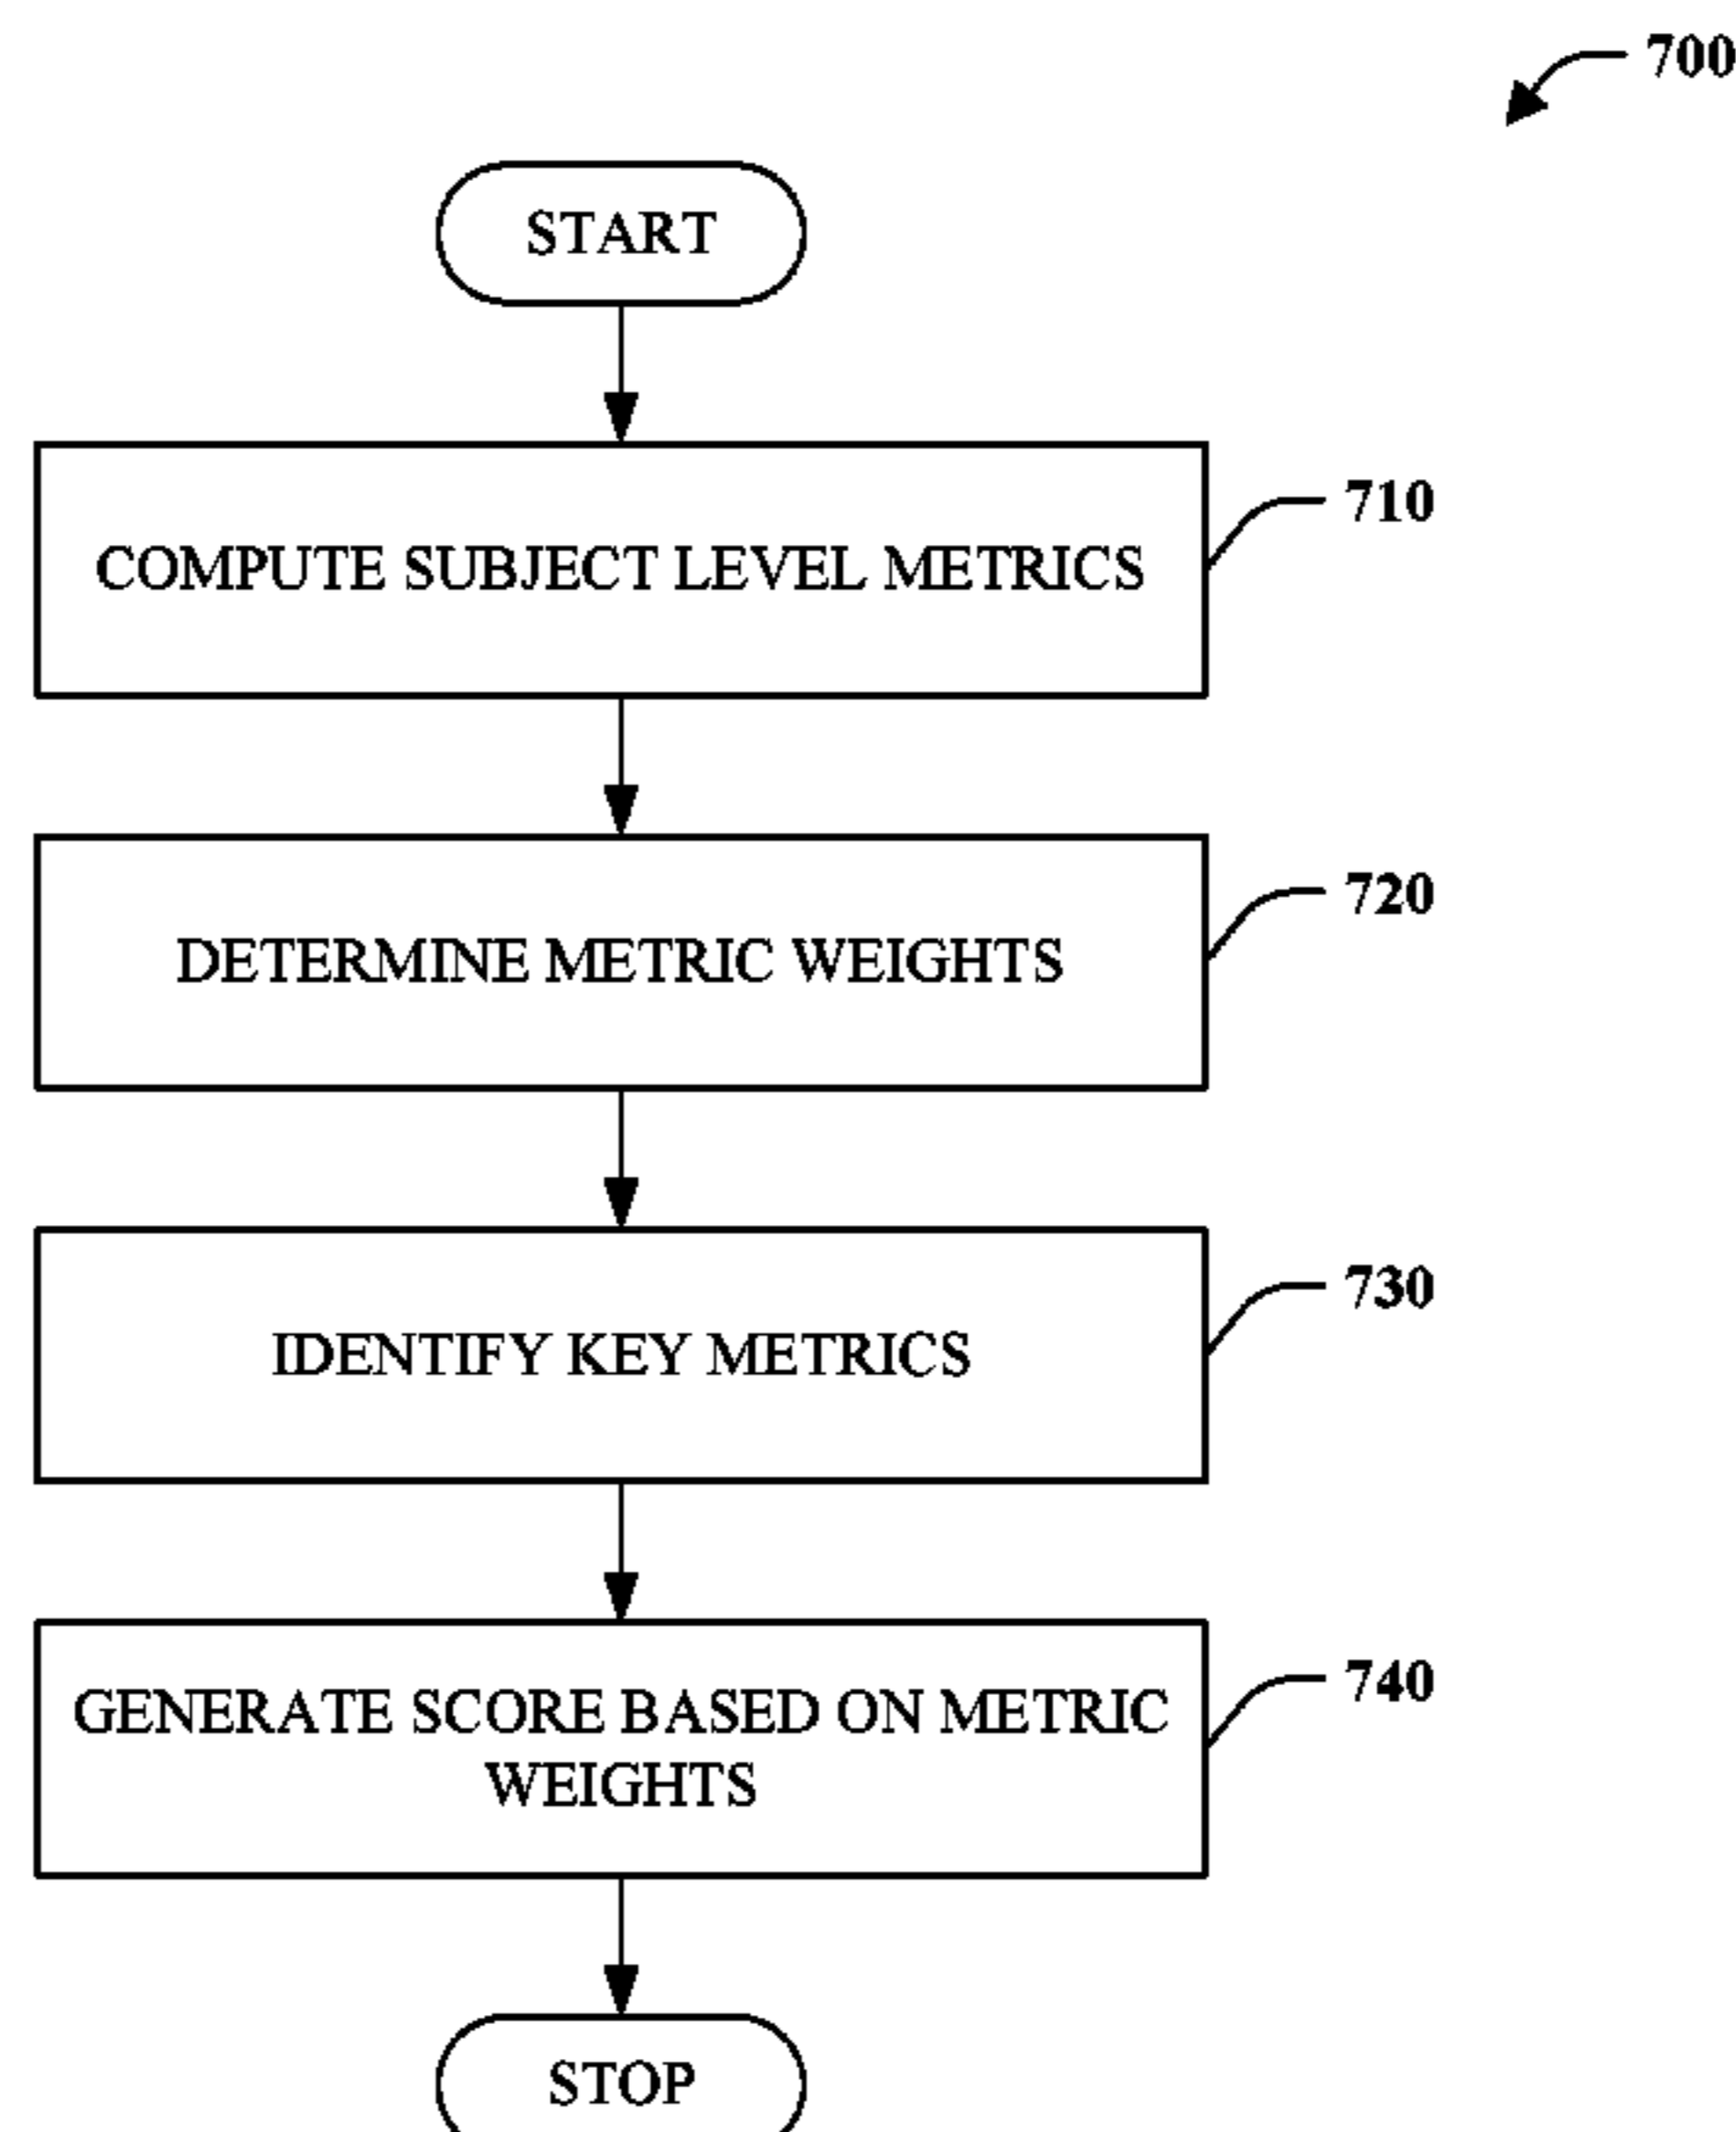 700
START
COMPUTE SUBJECT LEVEL METRICS
710
DETERMINE METRIC WEIGHTS
720
IDENTIFY KEY METRICS
730
GENERATE SCORE BASED ON METRIC
WEIGHTS
740
STOP